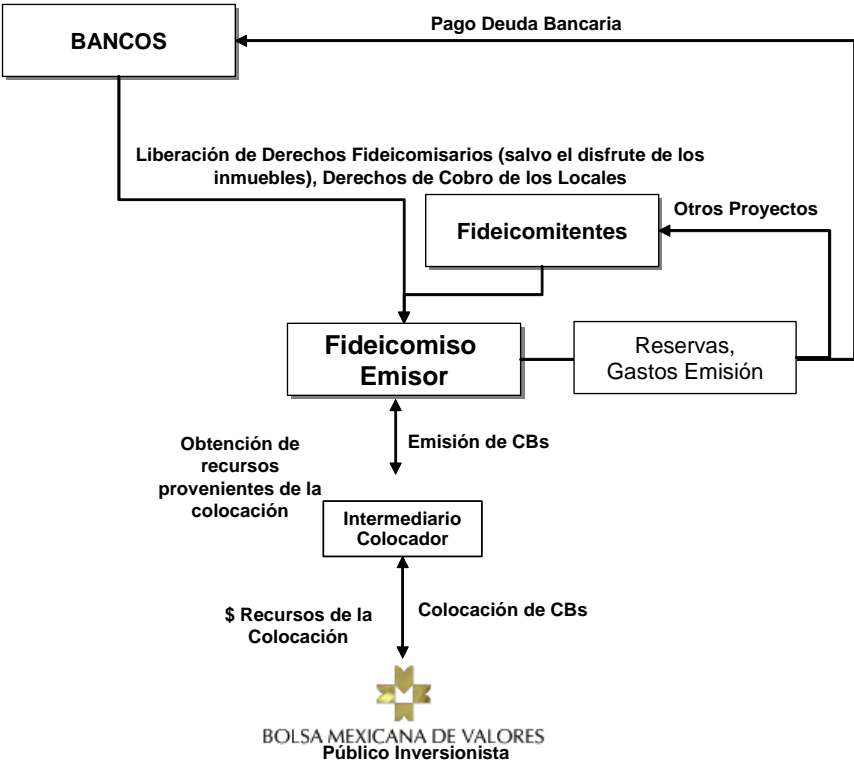 Pago Deuda Bancaria
BANCOS
Liberación de Derechos Fideicomisarios (salvo el disfrute de los
inmuebles), Derechos de Cobro de los Locales
Otros Proyectos
Fideicomitentes
Fideicomiso
Emisor
Reservas,
Gastos Emisión
Obtención de
recursos
provenientes de la
colocación
Emisión de CBs
Intermediario
Colocador
$ Recursos de la
Colocación
Colocación de CBs
BOLSA MEXICANA DE VALORES
Público Inversionista